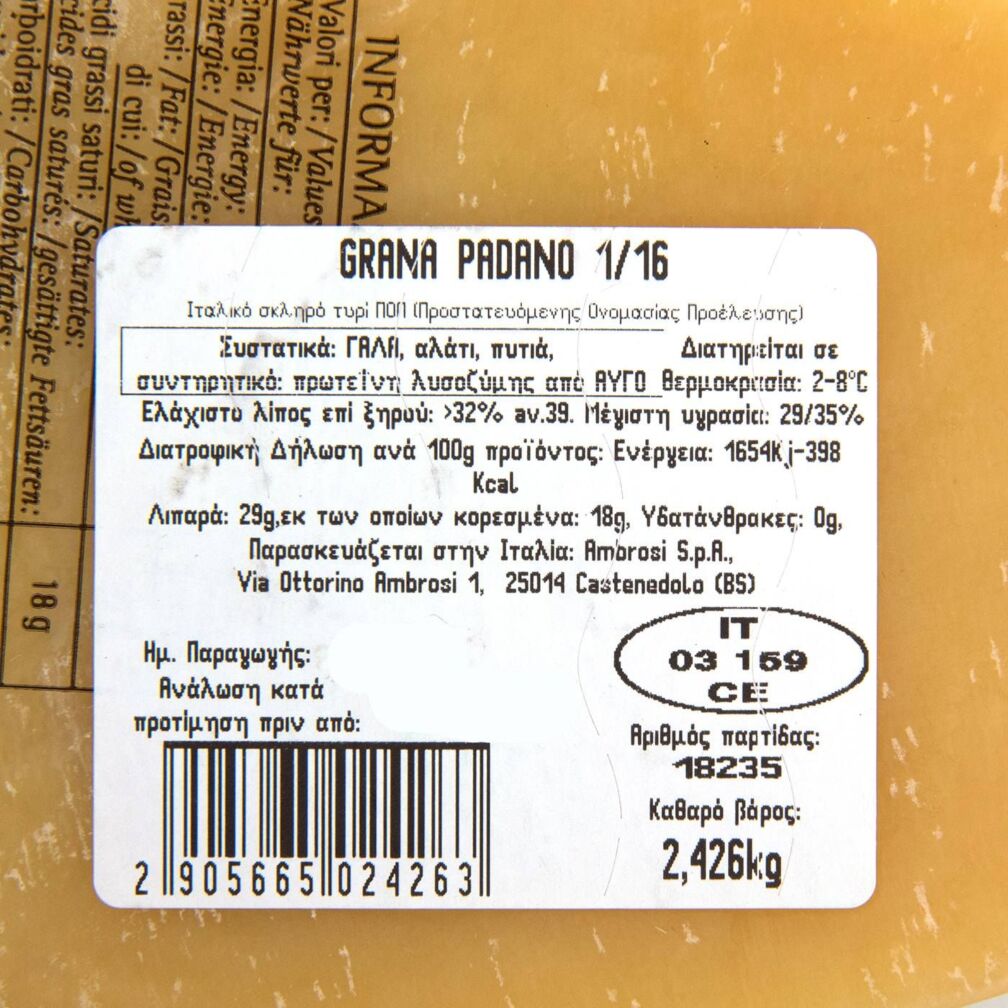 INFORMA
Valori per: / Values
Nährwerte für:
Energia: / Energy:
Energie: / Energie:
rassi: / Fat: / Grais
di cui: / of wh
cidi grassi saturi: / Saturates:
cides gras saturés: / gesättigte Fettsäuren:
18 g
rboidrati: / Carbohydrates:
GRANA PADANO 1/16
Ιταλικό σκληρό τυρί ΠΟΠ (Προστατευόμενης Ονομασίας Προέλευσης)
Συστατικά: ΓΑΛΑ, αλάτι, πυτιά, Διατηρείται σε
συντηρητικό: πρωτεΐνη λυσοζύμης από ΑΥΓΟ θερμοκρασία: 2-8°C
Ελάχιστο λίπος επί ξηρού: >32% av.39. Μέγιστη υγρασία: 29/35%
Διατροφική Δήλωση ανά 100g προϊόντος: Ενέργεια: 1654Kj-398
Kcal
Λιπαρά: 29g,εκ των οποίων κορεσμένα: 18g, Υδατάνθρακες: 0g,
Παρασκευάζεται στην Ιταλία: Ambrosi S.p.A.,
Via Ottorino Ambrosi 1, 25014 Castenedolo (BS)
Ημ. Παραγωγής:
Ανάλωση κατά
προτίμηση πριν από:
IT
03 159
CE
Αριθμός παρτίδας:
18235
Καθαρό βάρος:
2,426kg
2 905665 024263